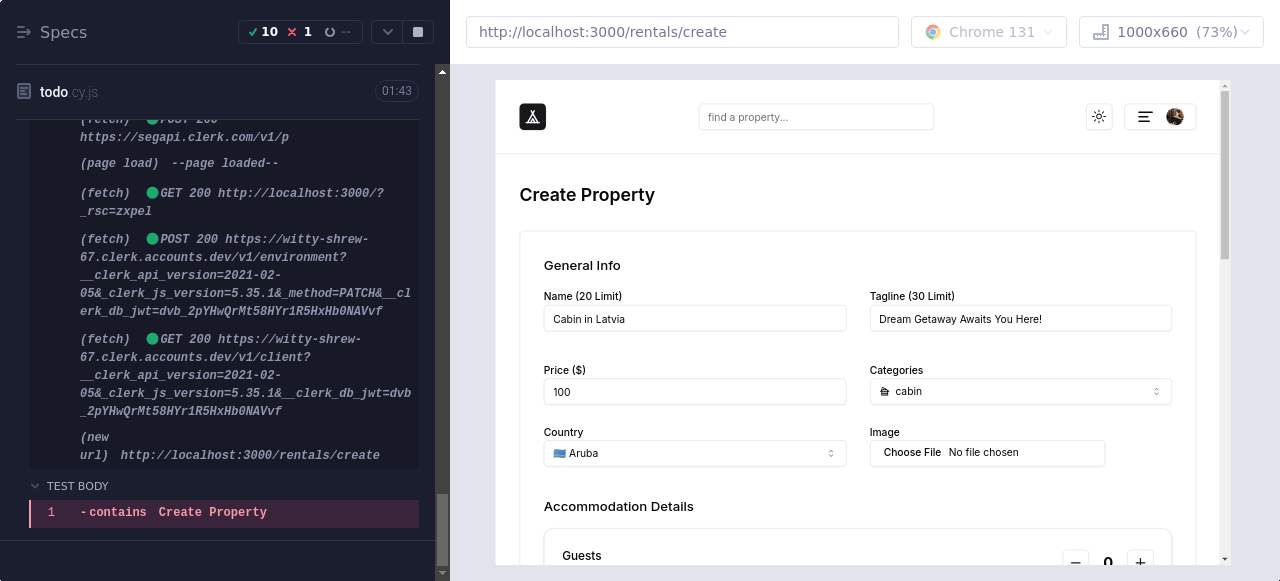 Specs
10
1
--
http://localhost:3000/rentals/create
Chrome 131
1000x660 (73%)
todo.cy.js
01:43
(fetch) POST 200
https://segapi.clerk.com/v1/p
(page load) --page loaded--
(fetch) GET 200 http://localhost:3000/?
_rsc=zxpel
(fetch) POST 200 https://witty-shrew-
67.clerk.accounts.dev/v1/environment?
__clerk_api_version=2021-02-
05&_clerk_js_version=5.35.1&_method=PATCH&__cl
erk_db_jwt=dvb_2pYHwQrMt58HYr1R5HxHb0NAVvf
(fetch) GET 200 https://witty-shrew-
67.clerk.accounts.dev/v1/client?
__clerk_api_version=2021-02-
05&_clerk_js_version=5.35.1&__clerk_db_jwt=dvb
_2pYHwQrMt58HYr1R5HxHb0NAVvf
(new
url) http://localhost:3000/rentals/create
TEST BODY
1 -contains Create Property
find a property...
Create Property
General Info
Name (20 Limit)
Tagline (30 Limit)
Cabin in Latvia
Dream Getaway Awaits You Here!
Price ($)
Categories
100
cabin
Country
Image
Aruba
Choose File No file chosen
Accommodation Details
Guests
0